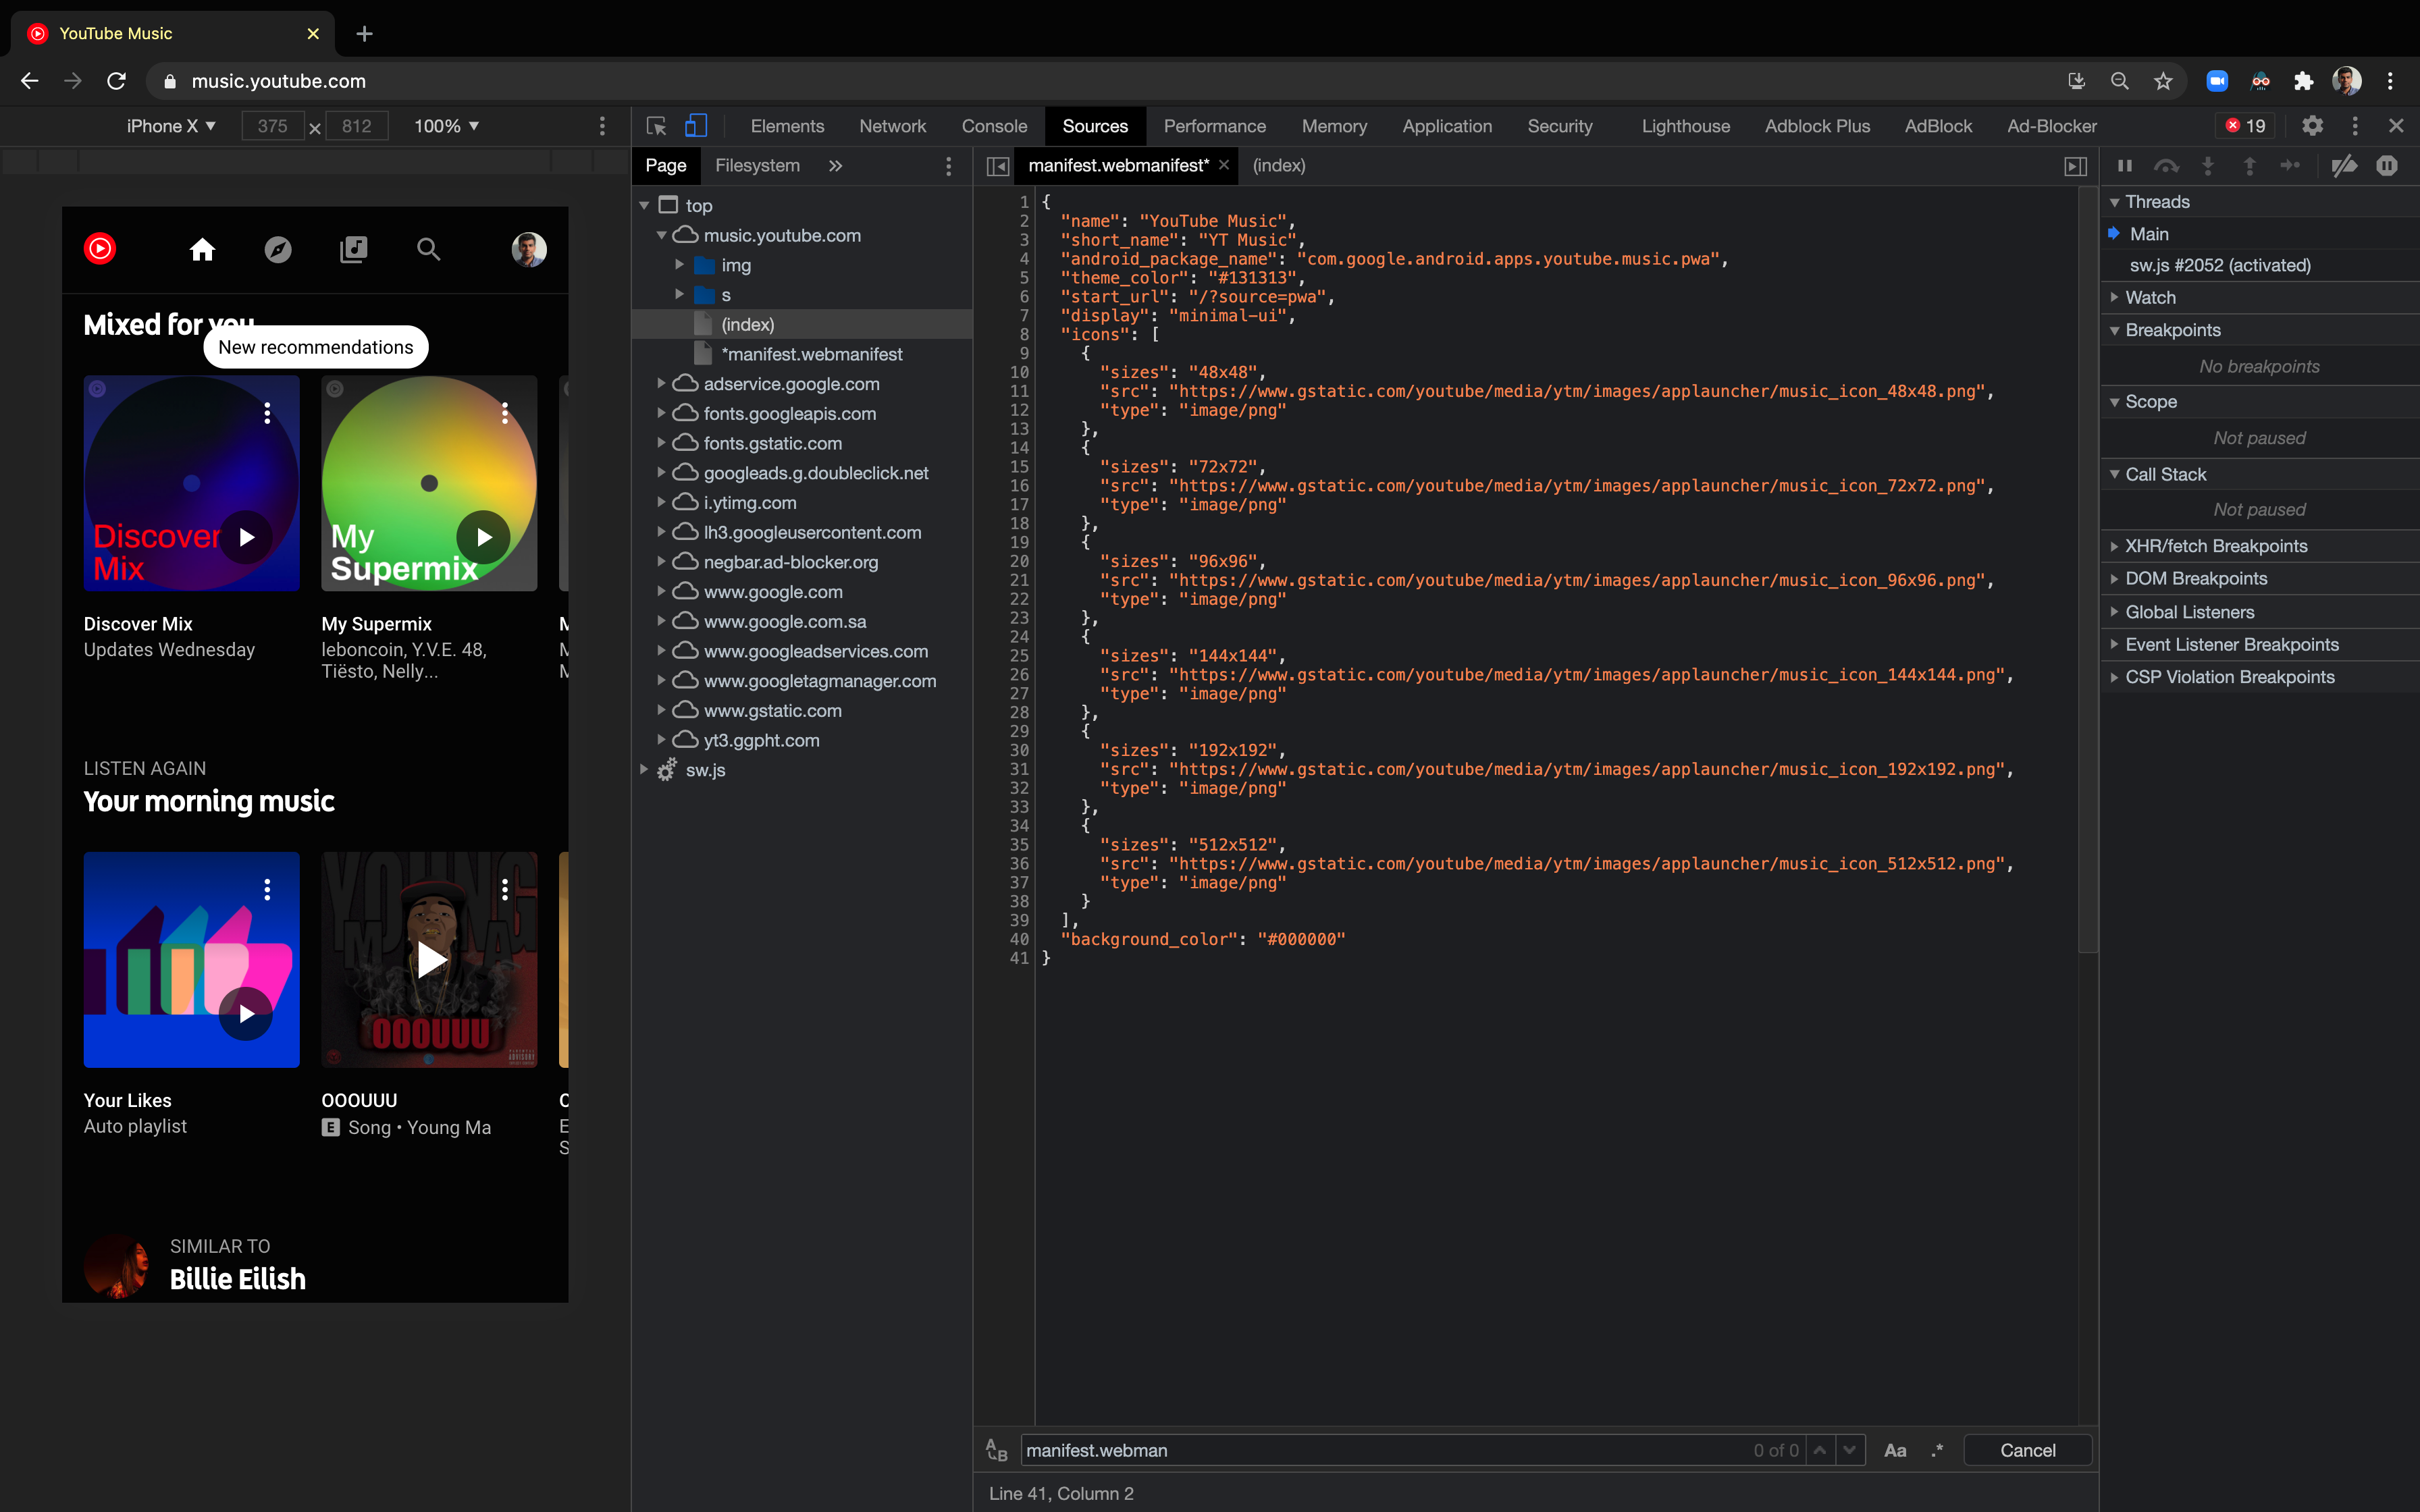 YouTube Music
music.youtube.com
iPhone X
375
812
100%
Elements
Network
Console
Sources
Performance
Memory
Application
Security
Lighthouse
Adblock Plus
AdBlock
Ad-Blocker
19
Mixed for you
New recommendations
Discover
Mix
My
Supermix
Discover Mix
My Supermix
Updates Wednesday
leboncoin, Y.V.E. 48,
Tiësto, Nelly...
M
M
M
LISTEN AGAIN
Your morning music
YOUNG
OOOUUU
Your Likes
OOOUUU
Auto playlist
E Song • Young Ma
E
S
SIMILAR TO
Billie Eilish
Page
Filesystem
top
music.youtube.com
img
s
(index)
*manifest.webmanifest
adservice.google.com
fonts.googleapis.com
fonts.gstatic.com
googleads.g.doubleclick.net
i.ytimg.com
lh3.googleusercontent.com
negbar.ad-blocker.org
www.google.com
www.google.com.sa
www.googleadservices.com
www.googletagmanager.com
www.gstatic.com
yt3.ggpht.com
sw.js
manifest.webmanifest*
(index)
1 {
2 "name": "YouTube Music",
3 "short_name": "YT Music",
4 "android_package_name": "com.google.android.apps.youtube.music.pwa",
5 "theme_color": "#131313",
6 "start_url": "/?source=pwa",
7 "display": "minimal-ui",
8 "icons": [
9 {
10 "sizes": "48x48",
11 "src": "https://www.gstatic.com/youtube/media/ytm/images/applauncher/music_icon_48x48.png",
12 "type": "image/png"
13 },
14 {
15 "sizes": "72x72",
16 "src": "https://www.gstatic.com/youtube/media/ytm/images/applauncher/music_icon_72x72.png",
17 "type": "image/png"
18 },
19 {
20 "sizes": "96x96",
21 "src": "https://www.gstatic.com/youtube/media/ytm/images/applauncher/music_icon_96x96.png",
22 "type": "image/png"
23 },
24 {
25 "sizes": "144x144",
26 "src": "https://www.gstatic.com/youtube/media/ytm/images/applauncher/music_icon_144x144.png",
27 "type": "image/png"
28 },
29 {
30 "sizes": "192x192",
31 "src": "https://www.gstatic.com/youtube/media/ytm/images/applauncher/music_icon_192x192.png",
32 "type": "image/png"
33 },
34 {
35 "sizes": "512x512",
36 "src": "https://www.gstatic.com/youtube/media/ytm/images/applauncher/music_icon_512x512.png",
37 "type": "image/png"
38 }
39 ],
40 "background_color": "#000000"
41 }
manifest.webman
0 of 0
Aa
.*
Cancel
Line 41, Column 2
Threads
Main
sw.js #2052 (activated)
Watch
Breakpoints
No breakpoints
Scope
Not paused
Call Stack
Not paused
XHR/fetch Breakpoints
DOM Breakpoints
Global Listeners
Event Listener Breakpoints
CSP Violation Breakpoints